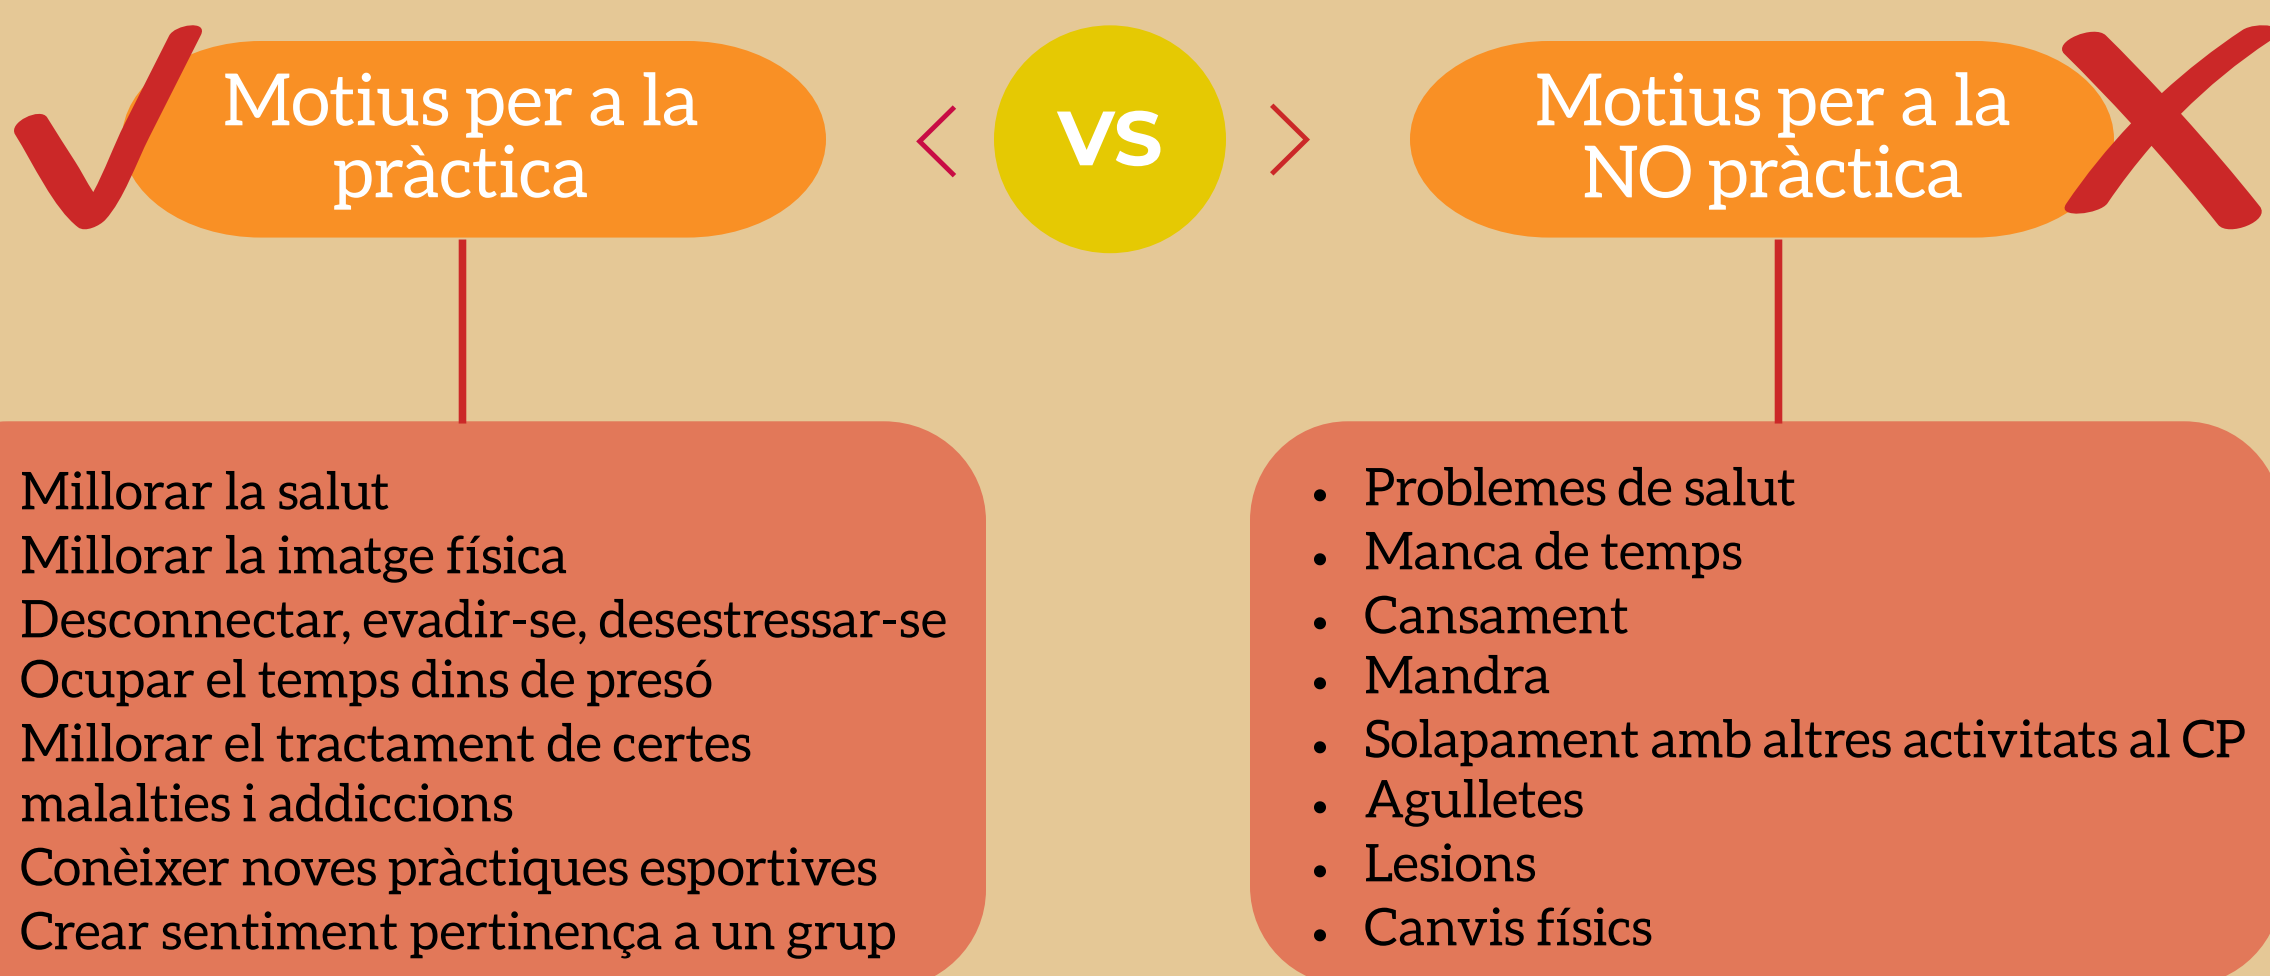 Motius per a la
pràctica
VS
Motius per a la
NO pràctica
Millorar la salut
Millorar la imatge física
Desconnectar, evadir-se, desestressar-se
Ocupar el temps dins de presó
Millorar el tractament de certes
malalties i addiccions
Conèixer noves pràctiques esportives
Crear sentiment pertinença a un grup
• Problemes de salut
• Manca de temps
• Cansament
• Mandra
• Solapament amb altres activitats al CP
• Agulletes
• Lesions
• Canvis físics